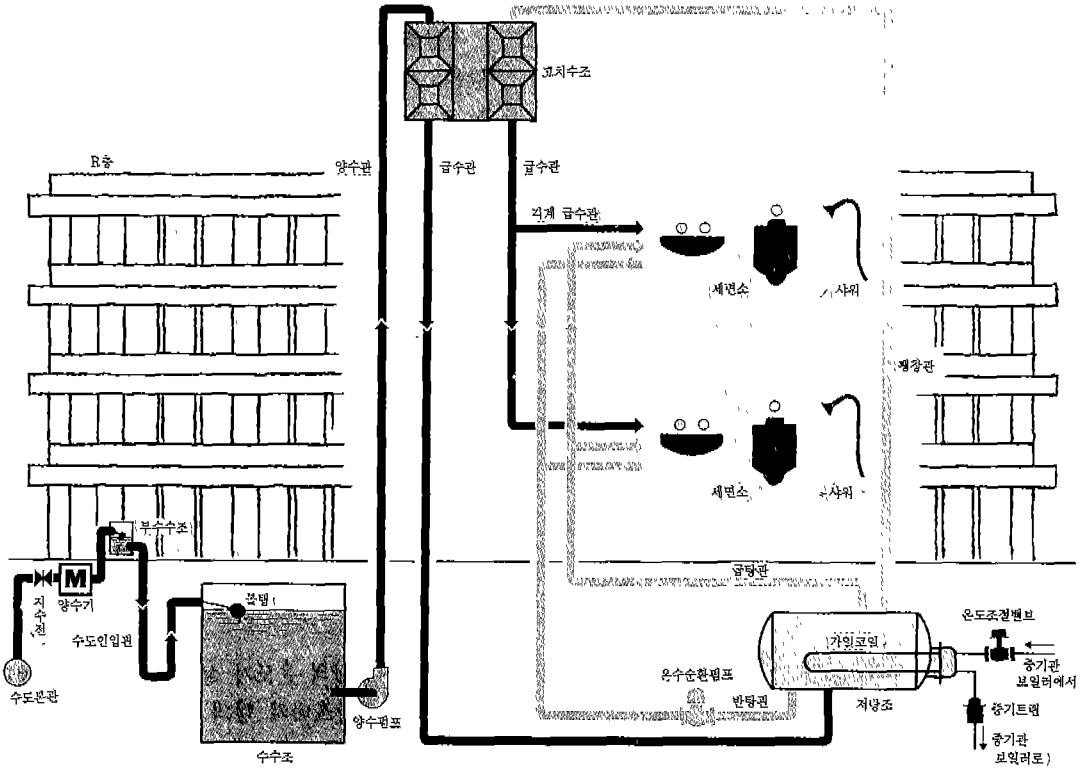 고치수조
R층
양수관
급수관
급수관
각계 급수관
세면소
샤워
팽창관
세면소
샤워
부수수조
급탕관
M
양수기
지수전
볼탭
수도인입관
수도본관
양수펌프
수수조
온수순환펌프
반탕관
가열코일
저탕조
온도조절밸브
증기관
보일러에서
증기트랩
증기관
보일러로)